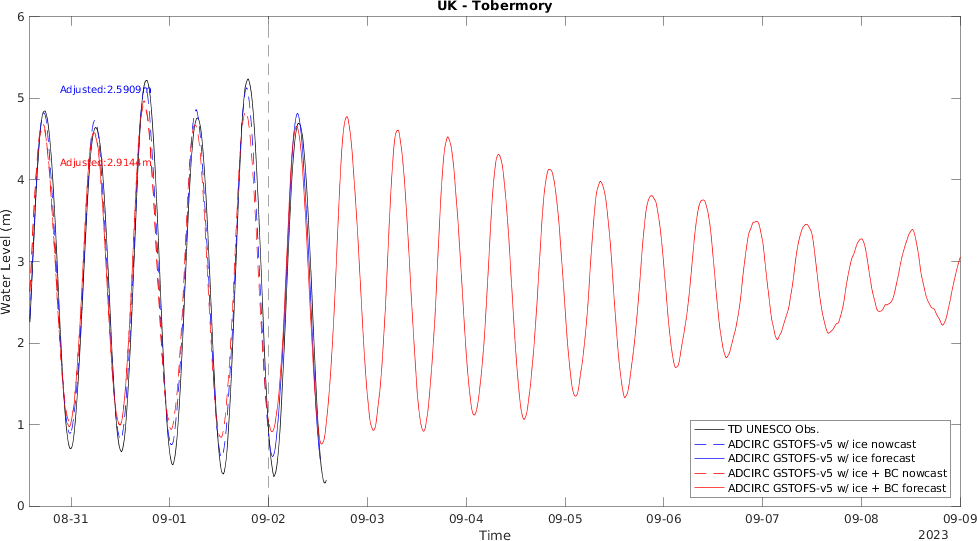 UK - Tobermory
6
5
4
3
2
1
0
Water Level (m)
Adjusted:2.5909m
Adjusted:2.9144m
TD UNESCO Obs.
ADCIRC GSTOFS-v5 w/ ice nowcast
ADCIRC GSTOFS-v5 w/ ice forecast
ADCIRC GSTOFS-v5 w/ ice + BC nowcast
ADCIRC GSTOFS-v5 w/ ice + BC forecast
08-31 09-01 09-02 09-03 09-04 09-05 09-06 09-07 09-08 09-09
Time
2023